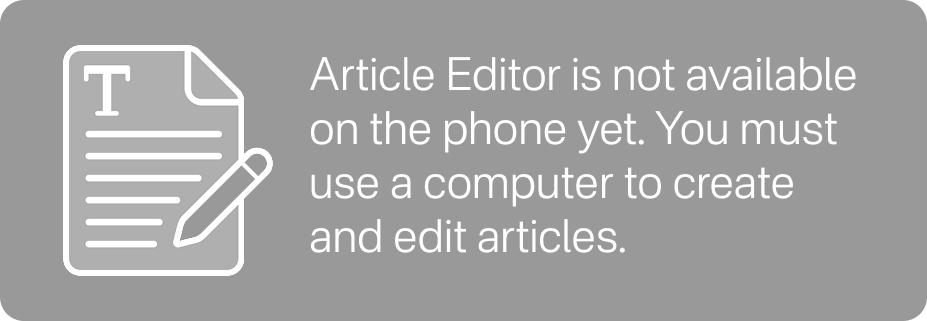 T
Article Editor is not available
on the phone yet. You must
use a computer to create
and edit articles.